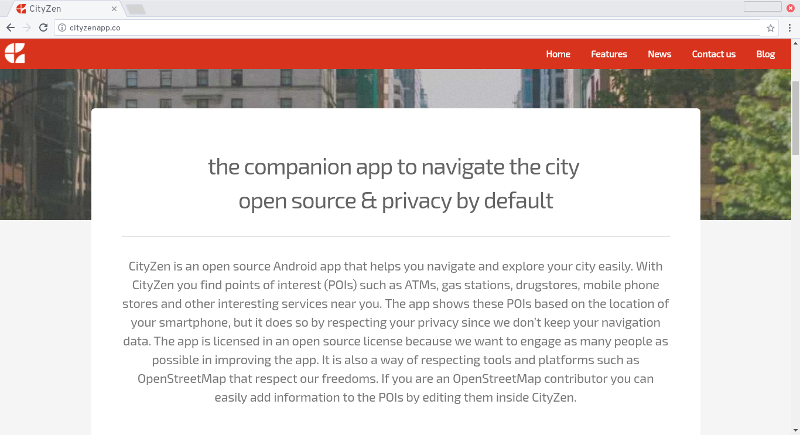 CityZen
cityzenapp.co
Home Features News Contact us Blog
the companion app to navigate the city
open source & privacy by default
CityZen is an open source Android app that helps you navigate and explore your city easily. With
CityZen you find points of interest (POIs) such as ATMs, gas stations, drugstores, mobile phone
stores and other interesting services near you. The app shows these POIs based on the location of
your smartphone, but it does so by respecting your privacy since we don't keep your navigation
data. The app is licensed in an open source license because we want to engage as many people as
possible in improving the app. It is also a way of respecting tools and platforms such as
OpenStreetMap that respect our freedoms. If you are an OpenStreetMap contributor you can
easily add information to the POIs by editing them inside CityZen.